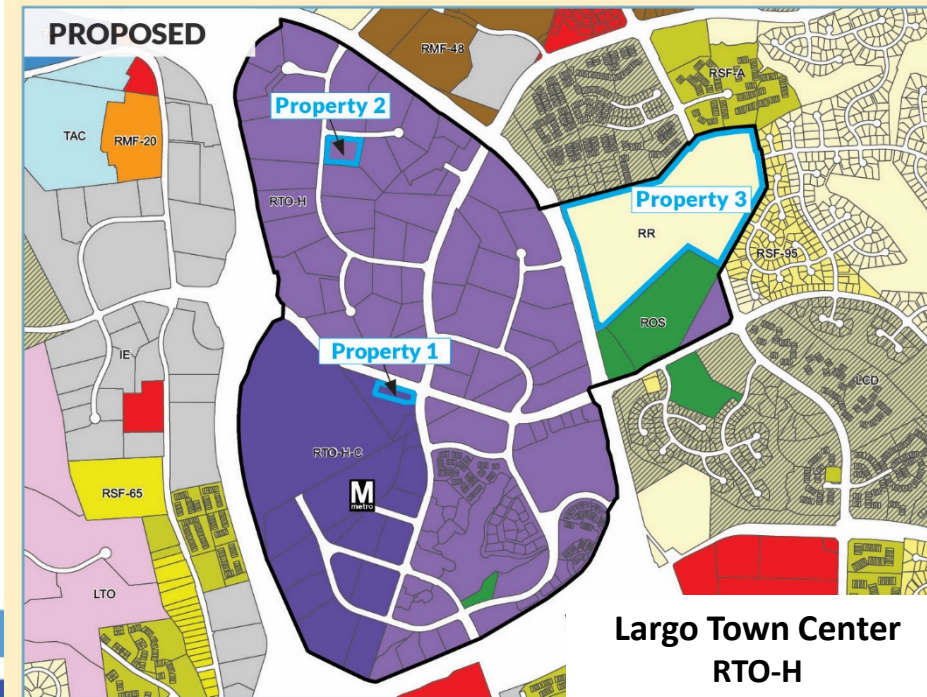 PROPOSED
RMF-48
RSF-A
Property 2
TAC
RMF-20
RTO-H
Property 3
RR
RSF-95
ROS
Property 1
IE
LCD
RTO-H-C
RSF-65
M
metro
LTO
Largo Town Center
RTO-H